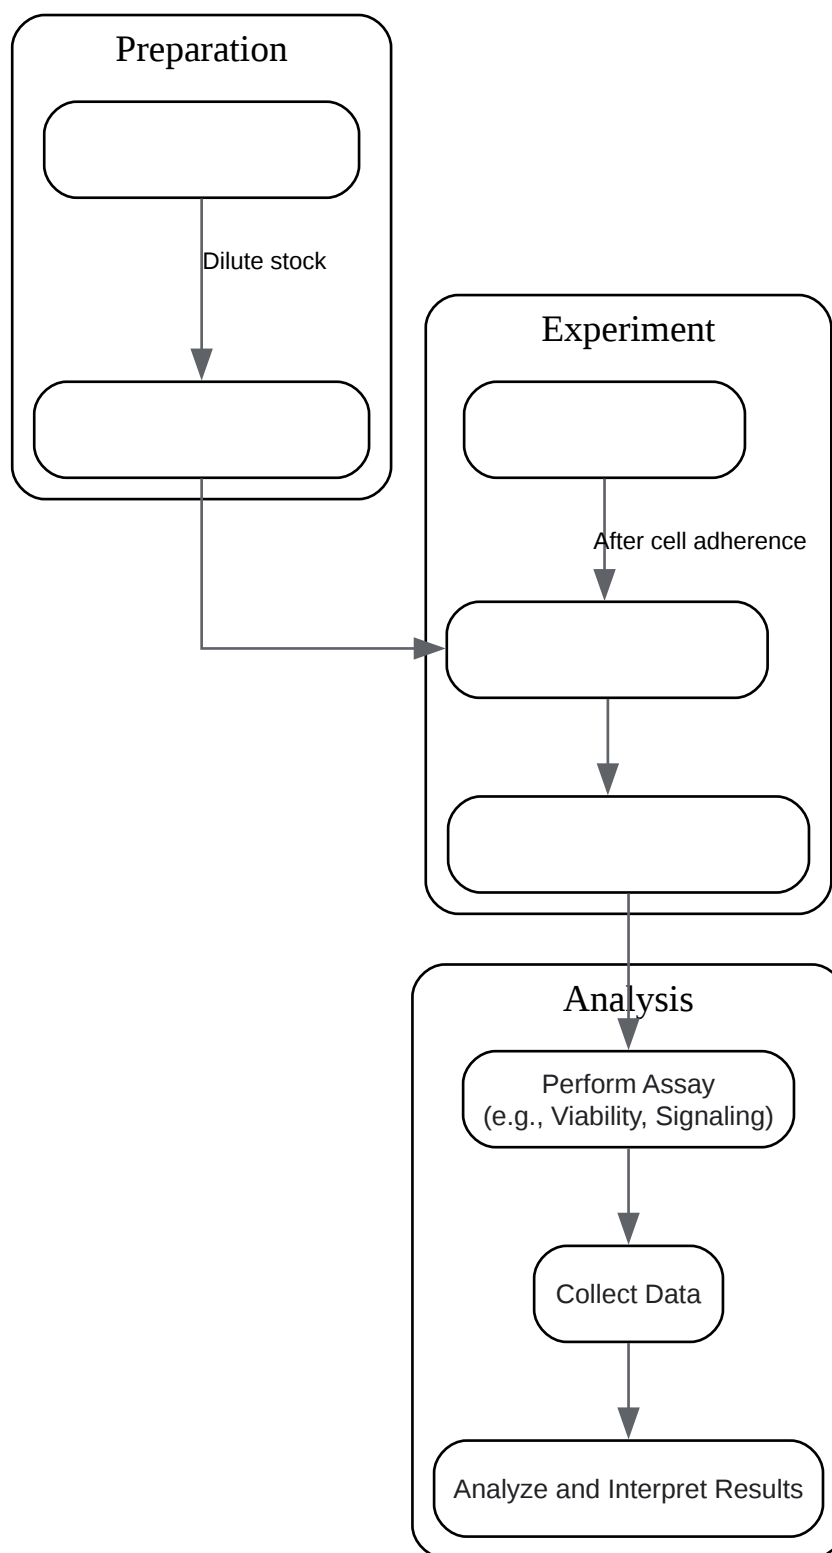 Preparation
Dilute stock
Experiment
After cell adherence
Analysis
Perform Assay
(e.g., Viability, Signaling)
Collect Data
Analyze and Interpret Results